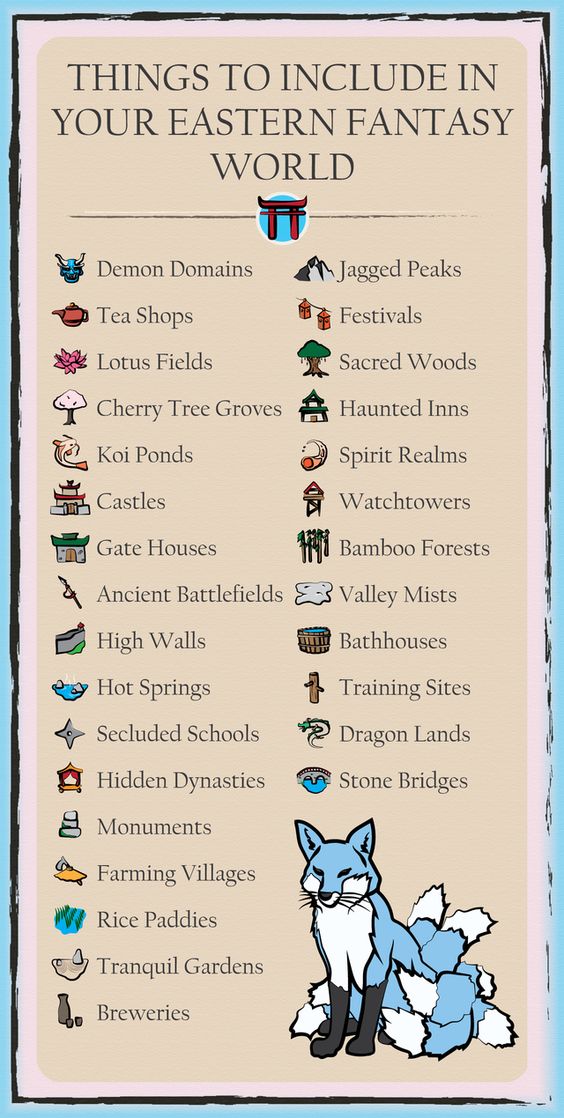 THINGS TO INCLUDE IN
YOUR EASTERN FANTASY
WORLD
Demon Domains
Tea Shops
Lotus Fields
Cherry Tree Groves
Koi Ponds
Castles
Gate Houses
Ancient Battlefields
High Walls
Hot Springs
Secluded Schools
Hidden Dynasties
Monuments
Farming Villages
Rice Paddies
Tranquil Gardens
Breweries
Jagged Peaks
Festivals
Sacred Woods
Haunted Inns
Spirit Realms
Watchtowers
Bamboo Forests
Valley Mists
Bathhouses
Training Sites
Dragon Lands
Stone Bridges